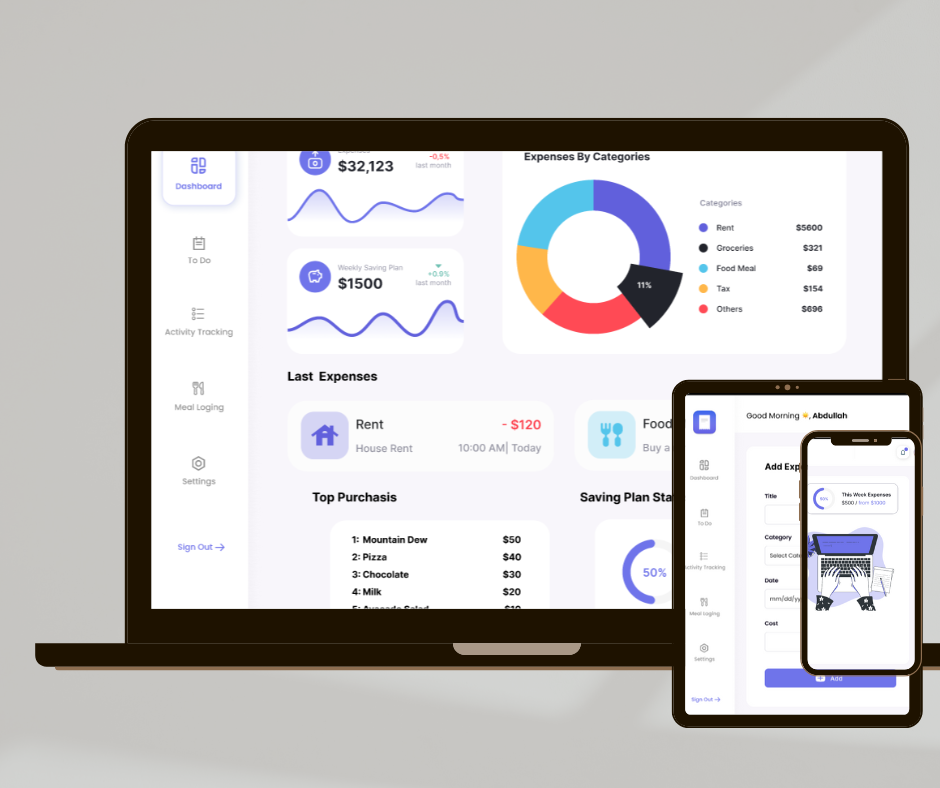 Dashboard
To Do
Activity Tracking
Meal Loging
Settings
Sign Out →
$32,123
-0,5%
last month
Weekly Saving Plan
$1500
+0.9%
last month
Expenses By Categories
11%
Categories
Rent $5600
Groceries $321
Food Meal $69
Tax $154
Others $696
Last Expenses
Rent - $120
House Rent 10:00 AM| Today
Food
Buy a
Top Purchasis
1: Mountain Dew $50
2: Pizza $40
3: Chocolate $30
4: Milk $20
5: Avocado Salad $10
Saving Plan Sta
50%
Good Morning 😀, Abdullah
Dashboard
To Do
ctivity Tracking
Meal Loging
Settings
Sign Out →
Add Exp
Title
Category
Select Cat
Date
mm/dd/yy
Cost
Add
50%
This Week Expenses
$500 / from $1000